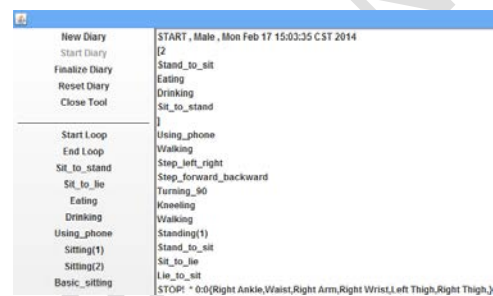 New Diary
Start Diary
Finalize Diary
Reset Diary
Close Tool
Start Loop
End Loop
Sit_to_stand
Sit_to_lie
Eating
Drinking
Using_phone
Sitting(1)
Sitting(2)
Basic_sitting
START , Male , Mon Feb 17 15:03:35 CST 2014
[2
Stand_to_sit
Eating
Drinking
Sit_to_stand
]
Using_phone
Walking
Step_left_right
Step_forward_backward
Turning_90
Kneeling
Walking
Standing(1)
Stand_to_sit
Sit_to_lie
Lie_to_sit
STOP! * 0:0{Right Ankle,Waist,Right Arm,Right Wrist,Left Thigh,Right Thigh,}